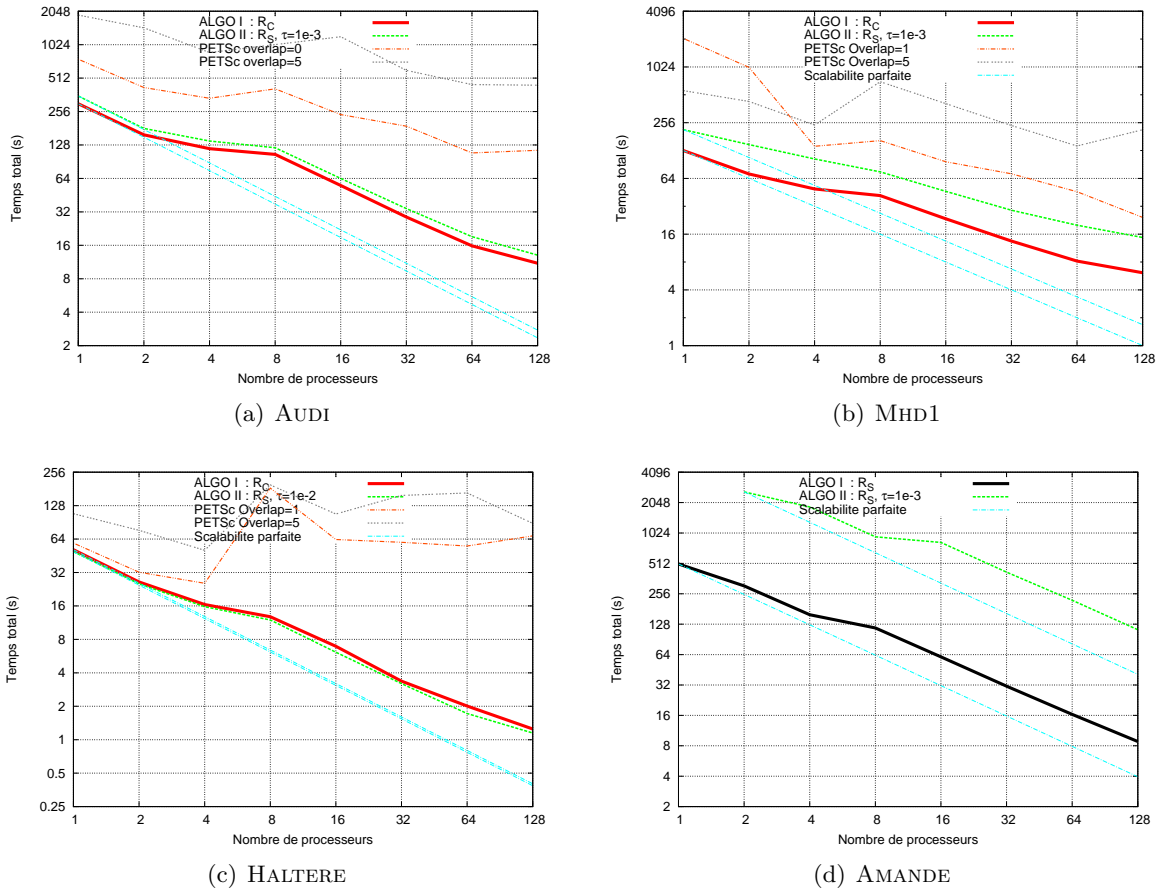 2048
1024
512
256
128
64
32
16
8
4
2
Temps total (s)
ALGO I : R_C
ALGO II : R_S, τ=1e-3
PETSc Overlap=0
PETSc overlap=5
1 2 4 8 16 32 64 128
Nombre de processeurs
(a) AUDI
4096
1024
256
64
16
4
1
Temps total (s)
ALGO I : R_C
ALGO II : R_S, τ=1e-3
PETSc Overlap=1
PETSc overlap=5
Scalabilite parfaite
1 2 4 8 16 32 64 128
Nombre de processeurs
(b) MHD1
256
128
64
32
16
8
4
2
1
0.5
0.25
Temps total (s)
ALGO I : R_C
ALGO II : R_S, τ=1e-2
PETSc Overlap=1
PETSc Overlap=5
Scalabilite parfaite
1 2 4 8 16 32 64 128
Nombre de processeurs
(c) HALTERE
4096
2048
1024
512
256
128
64
32
16
8
4
2
Temps total (s)
ALGO I : R_S
ALGO II : R_S, τ=1e-3
Scalabilite parfaite
1 2 4 8 16 32 64 128
Nombre de processeurs
(d) AMANDE